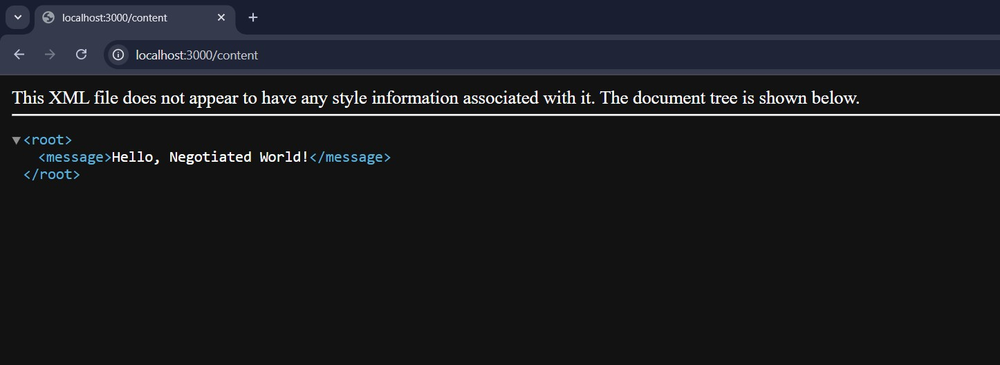 localhost:3000/content
localhost:3000/content
This XML file does not appear to have any style information associated with it. The document tree is shown below.
<root>
<message>Hello, Negotiated World!</message>
</root>